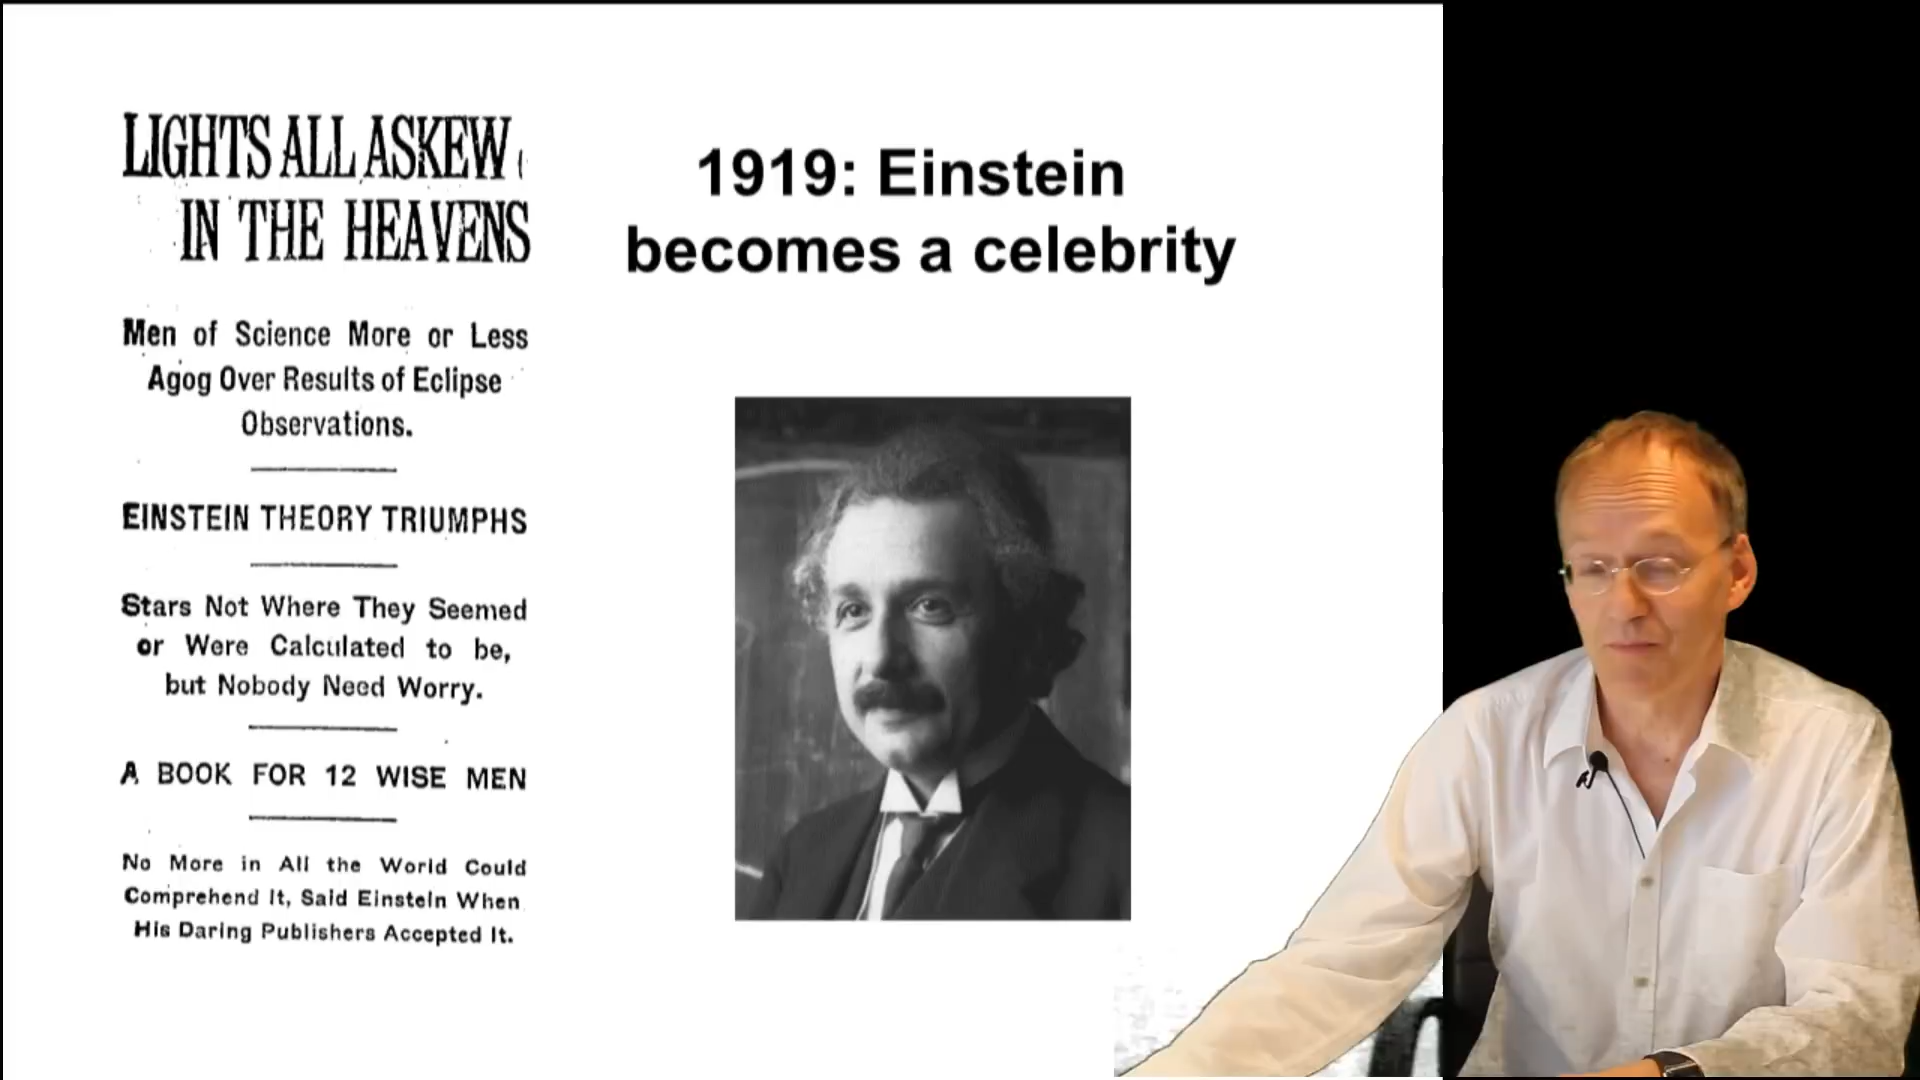 LIGHTS ALL ASKEW
IN THE HEAVENS
Men of Science More or Less
Agog Over Results of Eclipse
Observations.
EINSTEIN THEORY TRIUMPHS
Stars Not Where They Seemed
or Were Calculated to be,
but Nobody Need Worry.
A BOOK FOR 12 WISE MEN
No More in All the World Could
Comprehend It, Said Einstein When
His Daring Publishers Accepted It.
1919: Einstein
becomes a celebrity